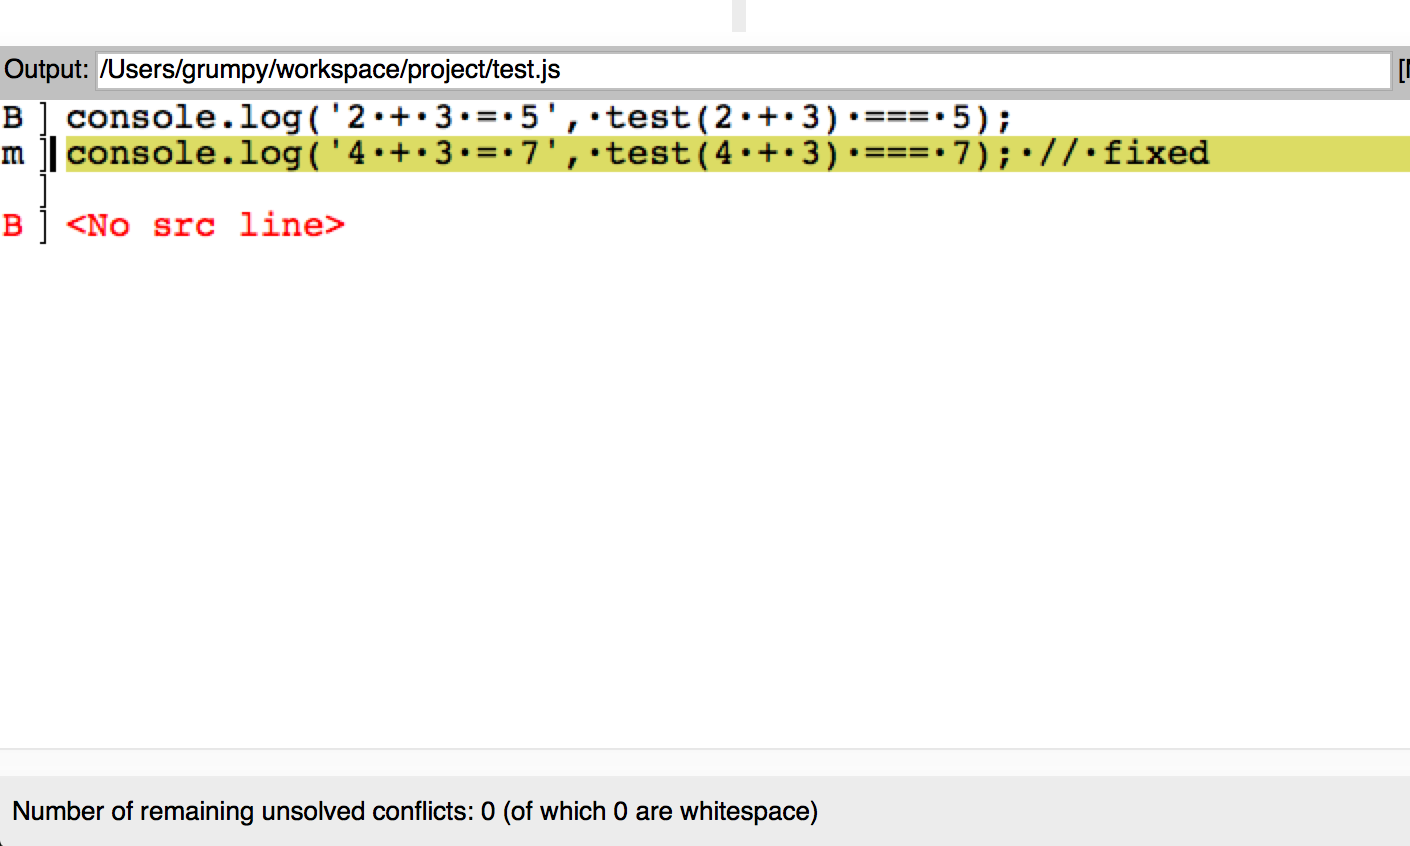 Output: /Users/grumpy/workspace/project/test.js [
B ] console.log('2·+·3·=·5',·test(2·+·3)·===·5);
m ] console.log('4·+·3·=·7',·test(4·+·3)·===·7);·//·fixed
]
B ] <No src line>
Number of remaining unsolved conflicts: 0 (of which 0 are whitespace)